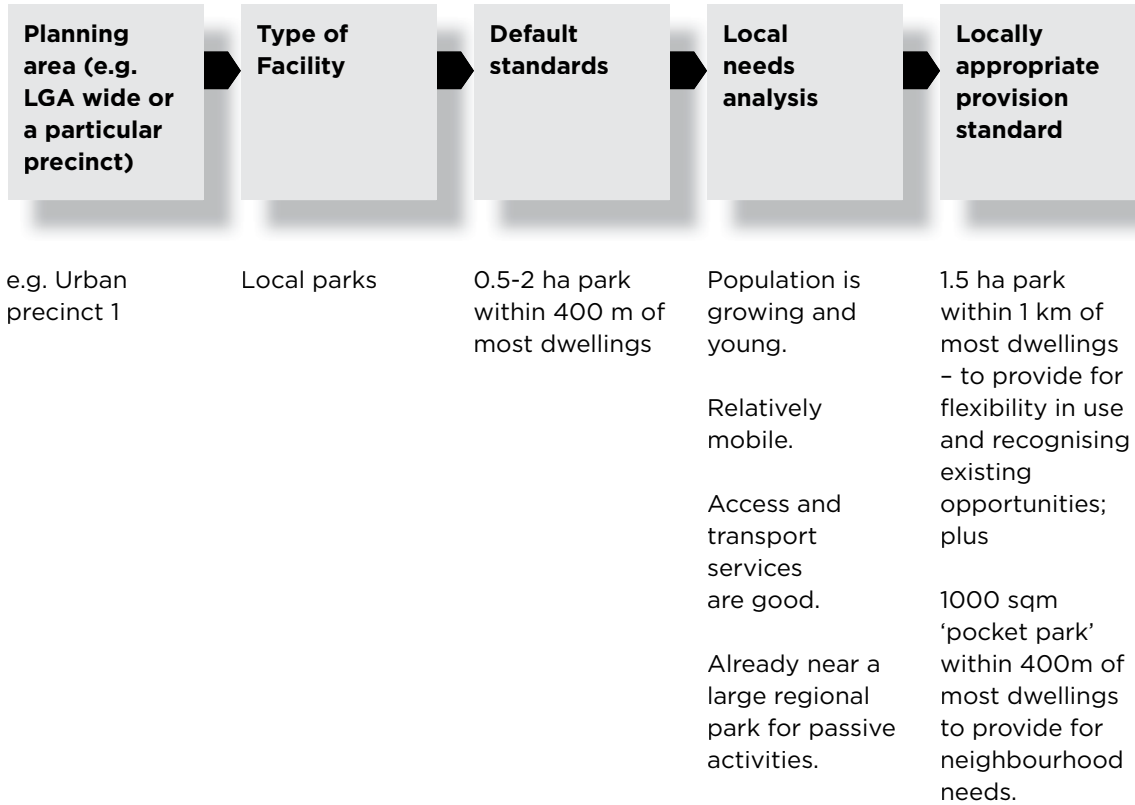 Planning
area (e.g.
LGA wide or
a particular
precinct)
Type of
Facility
Default
standards
Local
needs
analysis
Locally
appropriate
provision
standard
e.g. Urban
precinct 1
Local parks
0.5-2 ha park
within 400 m of
most dwellings
Population is
growing and
young.
Relatively
mobile.
Access and
transport
services
are good.
Already near a
large regional
park for passive
activities.
1.5 ha park
within 1 km of
most dwellings
– to provide for
flexibility in use
and recognising
existing
opportunities;
plus
1000 sqm
‘pocket park’
within 400m of
most dwellings
to provide for
neighbourhood
needs.